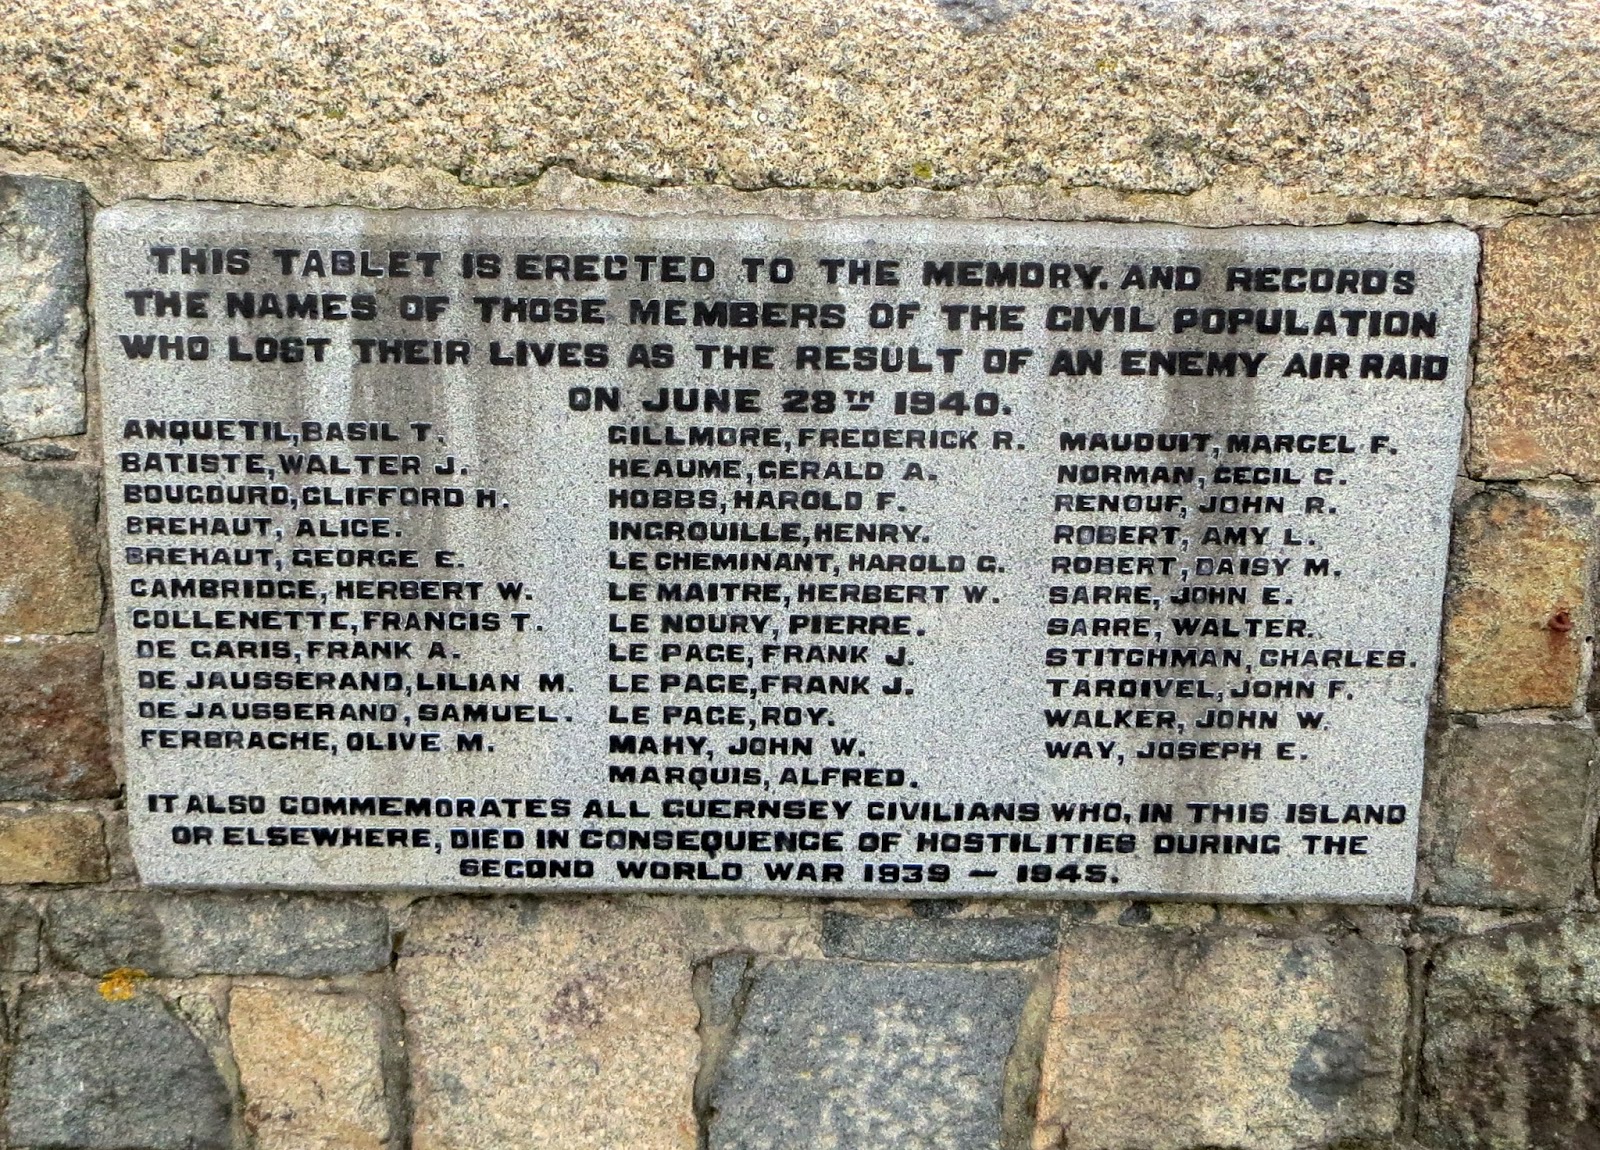 THIS TABLET IS ERECTED TO THE MEMORY. AND RECORDS
THE NAMES OF THOSE MEMBERS OF THE CIVIL POPULATION
WHO LOST THEIR LIVES AS THE RESULT OF AN ENEMY AIR RAID
ON JUNE 28TH 1940.
ANQUETIL, BASIL T.
BATISTE, WALTER J.
BOUGOURD, CLIFFORD H.
BREHAUT, ALICE.
BREHAUT, GEORGE E.
CAMBRIDGE, HERBERT W.
COLLENETTE, FRANCIS T.
DE GARIS, FRANK A.
DE JAUSSERAND, LILIAN M.
DE JAUSSERAND, SAMUEL.
FERBRACHE, OLIVE M.
GILLMORE, FREDERICK R.
HEAUME, GERALD A.
HOBBS, HAROLD F.
INGROUILLE, HENRY.
LE CHEMINANT, HAROLD G.
LE MAITRE, HERBERT W.
LE NOURY, PIERRE.
LE PAGE, FRANK J.
LE PAGE, FRANK J.
LE PAGE, ROY.
MAHY, JOHN W.
MARQUIS, ALFRED.
MAUDUIT, MARCEL F.
NORMAN, CECIL G.
RENOUF, JOHN R.
ROBERT, AMY L.
ROBERT, DAISY M.
SARRE, JOHN E.
SARRE, WALTER.
STITCHMAN, CHARLES.
TARDIVEL, JOHN F.
WALKER, JOHN W.
WAY, JOSEPH E.
IT ALSO COMMEMORATES ALL GUERNSEY CIVILIANS WHO, IN THIS ISLAND
OR ELSEWHERE, DIED IN CONSEQUENCE OF HOSTILITIES DURING THE
SECOND WORLD WAR 1939 – 1945.